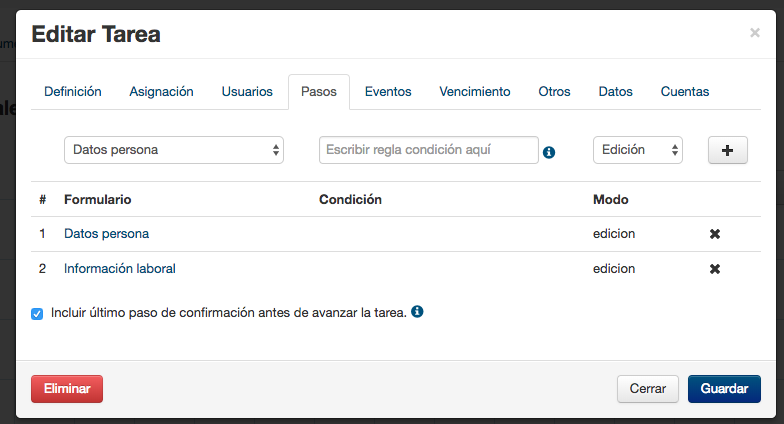 Editar Tarea ×
Definición Asignación Usuarios Pasos Eventos Vencimiento Otros Datos Cuentas
Datos persona Escribir regla condición aquí Edición +
# Formulario Condición Modo
1 Datos persona edicion ✖
2 Información laboral edicion ✖
Incluir último paso de confirmación antes de avanzar la tarea.
Eliminar Cerrar Guardar